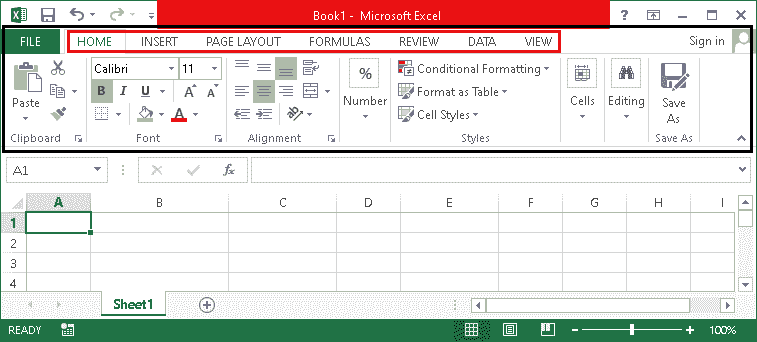 Book1 - Microsoft Excel
FILE HOME INSERT PAGE LAYOUT FORMULAS REVIEW DATA VIEW Sign in
Calibri 11 % Conditional Formatting
Paste B I U Number Format as Table Cells Editing Save As
A Cell Styles
Clipboard Font Alignment Styles Save As
A1 fx
A B C D E F G H I
1
2
3
4
Sheet1
READY 100%